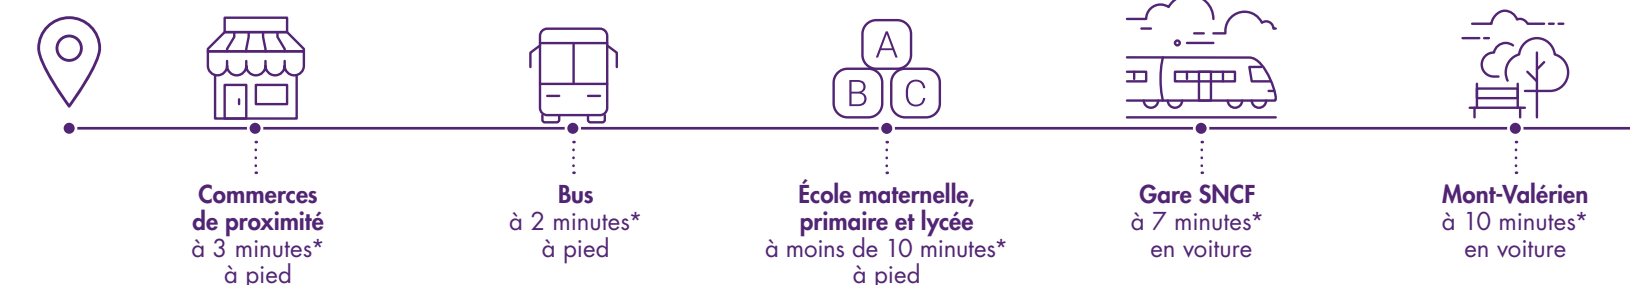 A
B C
Commerces
de proximité
à 3 minutes*
à pied
Bus
à 2 minutes*
à pied
École maternelle,
primaire et lycée
à moins de 10 minutes*
à pied
Gare SNCF
à 7 minutes*
en voiture
Mont-Valérien
à 10 minutes*
en voiture